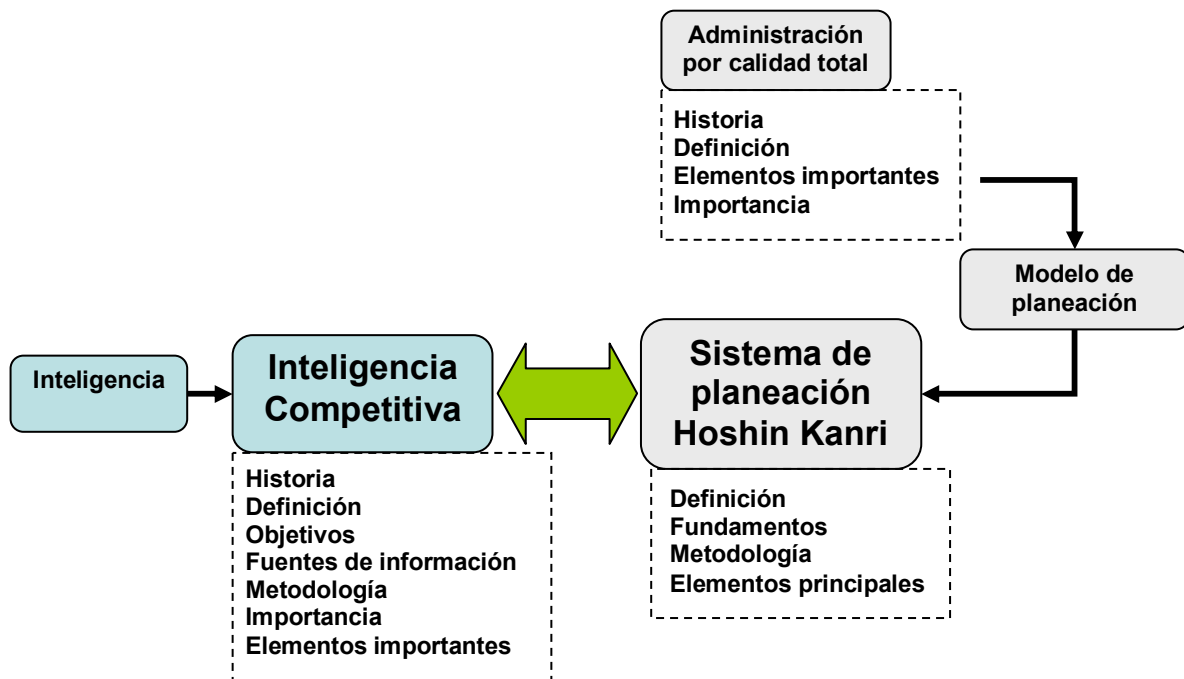 Administración
por calidad total
Historia
Definición
Elementos importantes
Importancia
Modelo de
planeación
Inteligencia
Inteligencia
Competitiva
Sistema de
planeación
Hoshin Kanri
Historia
Definición
Objetivos
Fuentes de información
Metodología
Importancia
Elementos importantes
Definición
Fundamentos
Metodología
Elementos principales